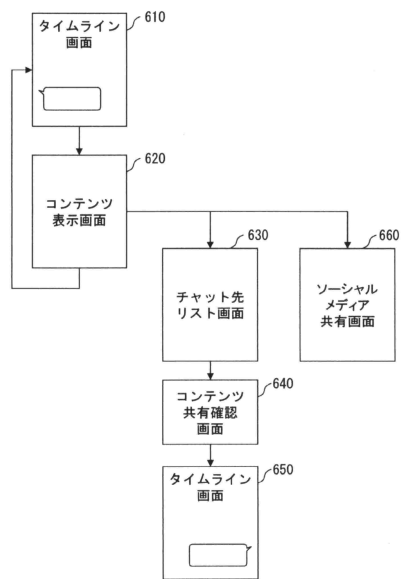 タイムライン
画面
610
コンテンツ
表示画面
620
チャット先
リスト画面
630
ソーシャル
メディア
共有画面
660
コンテンツ
共有確認
画面
640
タイムライン
画面
650